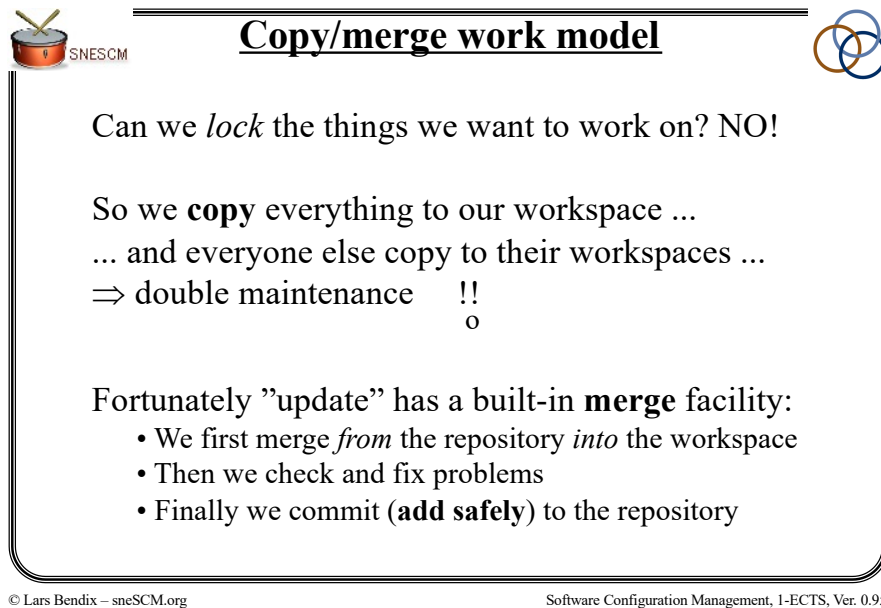 SNESCM
Copy/merge work model
Can we lock the things we want to work on? NO!
So we copy everything to our workspace ...
... and everyone else copy to their workspaces ...
⇒ double maintenance !!
o
Fortunately ”update” has a built-in merge facility:
• We first merge from the repository into the workspace
• Then we check and fix problems
• Finally we commit (add safely) to the repository
© Lars Bendix – sneSCM.org
Software Configuration Management, 1-ECTS, Ver. 0.9